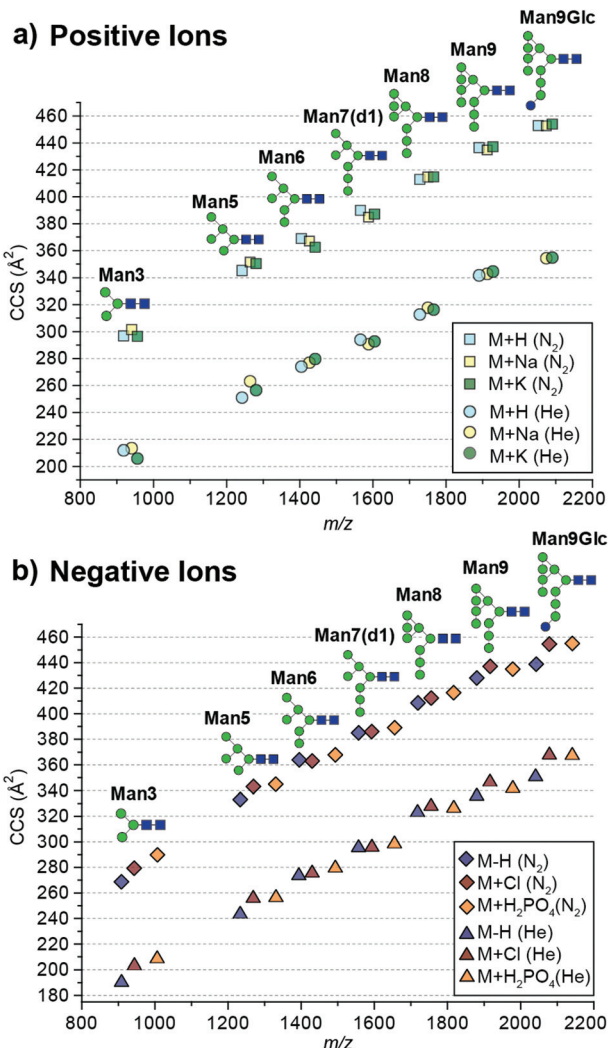 a) Positive Ions
Man9Glc
Man9
Man8
Man7(d1)
Man6
Man5
Man3
CCS (Å²)
460
440
420
400
380
360
340
320
300
280
260
240
220
200
M+H (N₂)
M+Na (N₂)
M+K (N₂)
M+H (He)
M+Na (He)
M+K (He)
800 1000 1200 1400 1600 1800 2000 2200
m/z
b) Negative Ions
Man9Glc
Man9
Man8
Man7(d1)
Man6
Man5
Man3
CCS (Å²)
460
440
420
400
380
360
340
320
300
280
260
240
220
200
180
M-H (N₂)
M+Cl (N₂)
M+H₂PO₄(N₂)
M-H (He)
M+Cl (He)
M+H₂PO₄(He)
800 1000 1200 1400 1600 1800 2000 2200
m/z